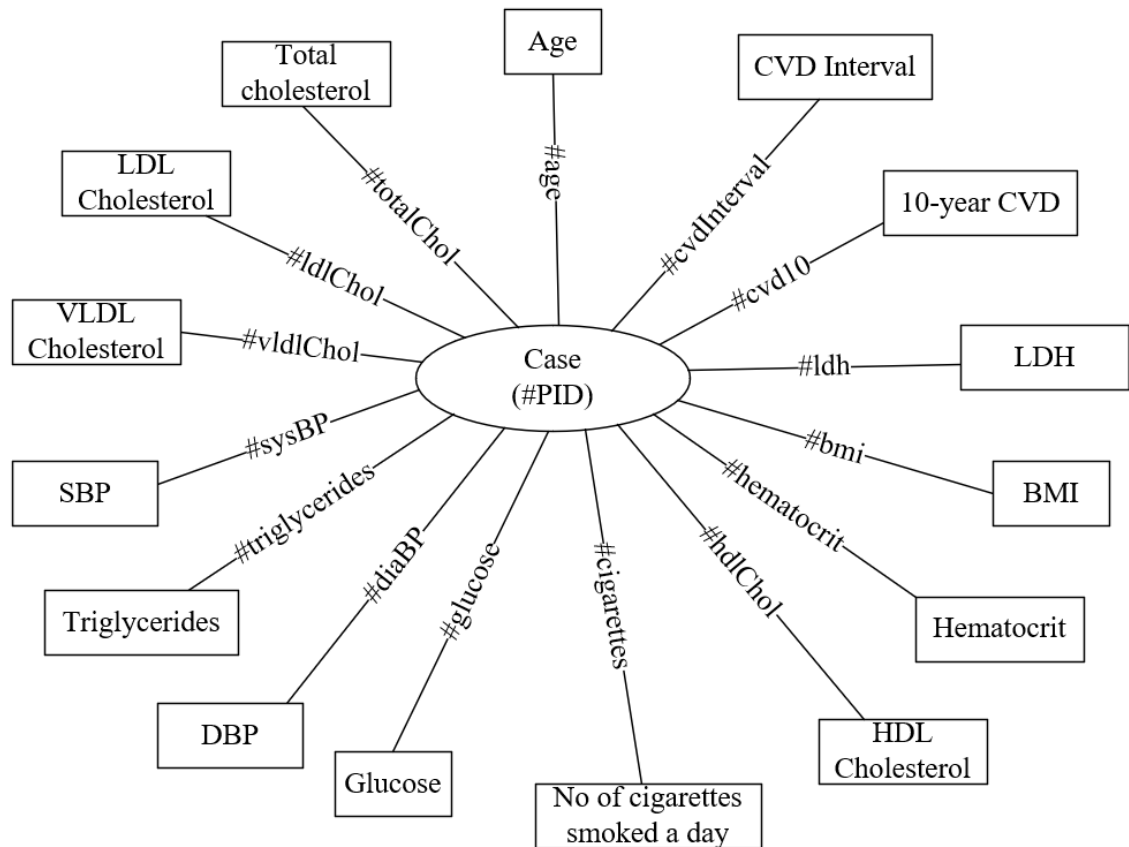 Age
Total
cholesterol
CVD Interval
#age
LDL
Cholesterol
#totalChol
#cvdInterval
10-year CVD
#ldlChol
#cvd10
VLDL
Cholesterol
#vldlChol
Case
(#PID)
#ldh
LDH
#sysBP
#bmi
SBP
BMI
#triglycerides
#hematocrit
#diaBP
#glucose
#cigarettes
#hdlChol
Triglycerides
Hematocrit
DBP
HDL
Cholesterol
Glucose
No of cigarettes
smoked a day